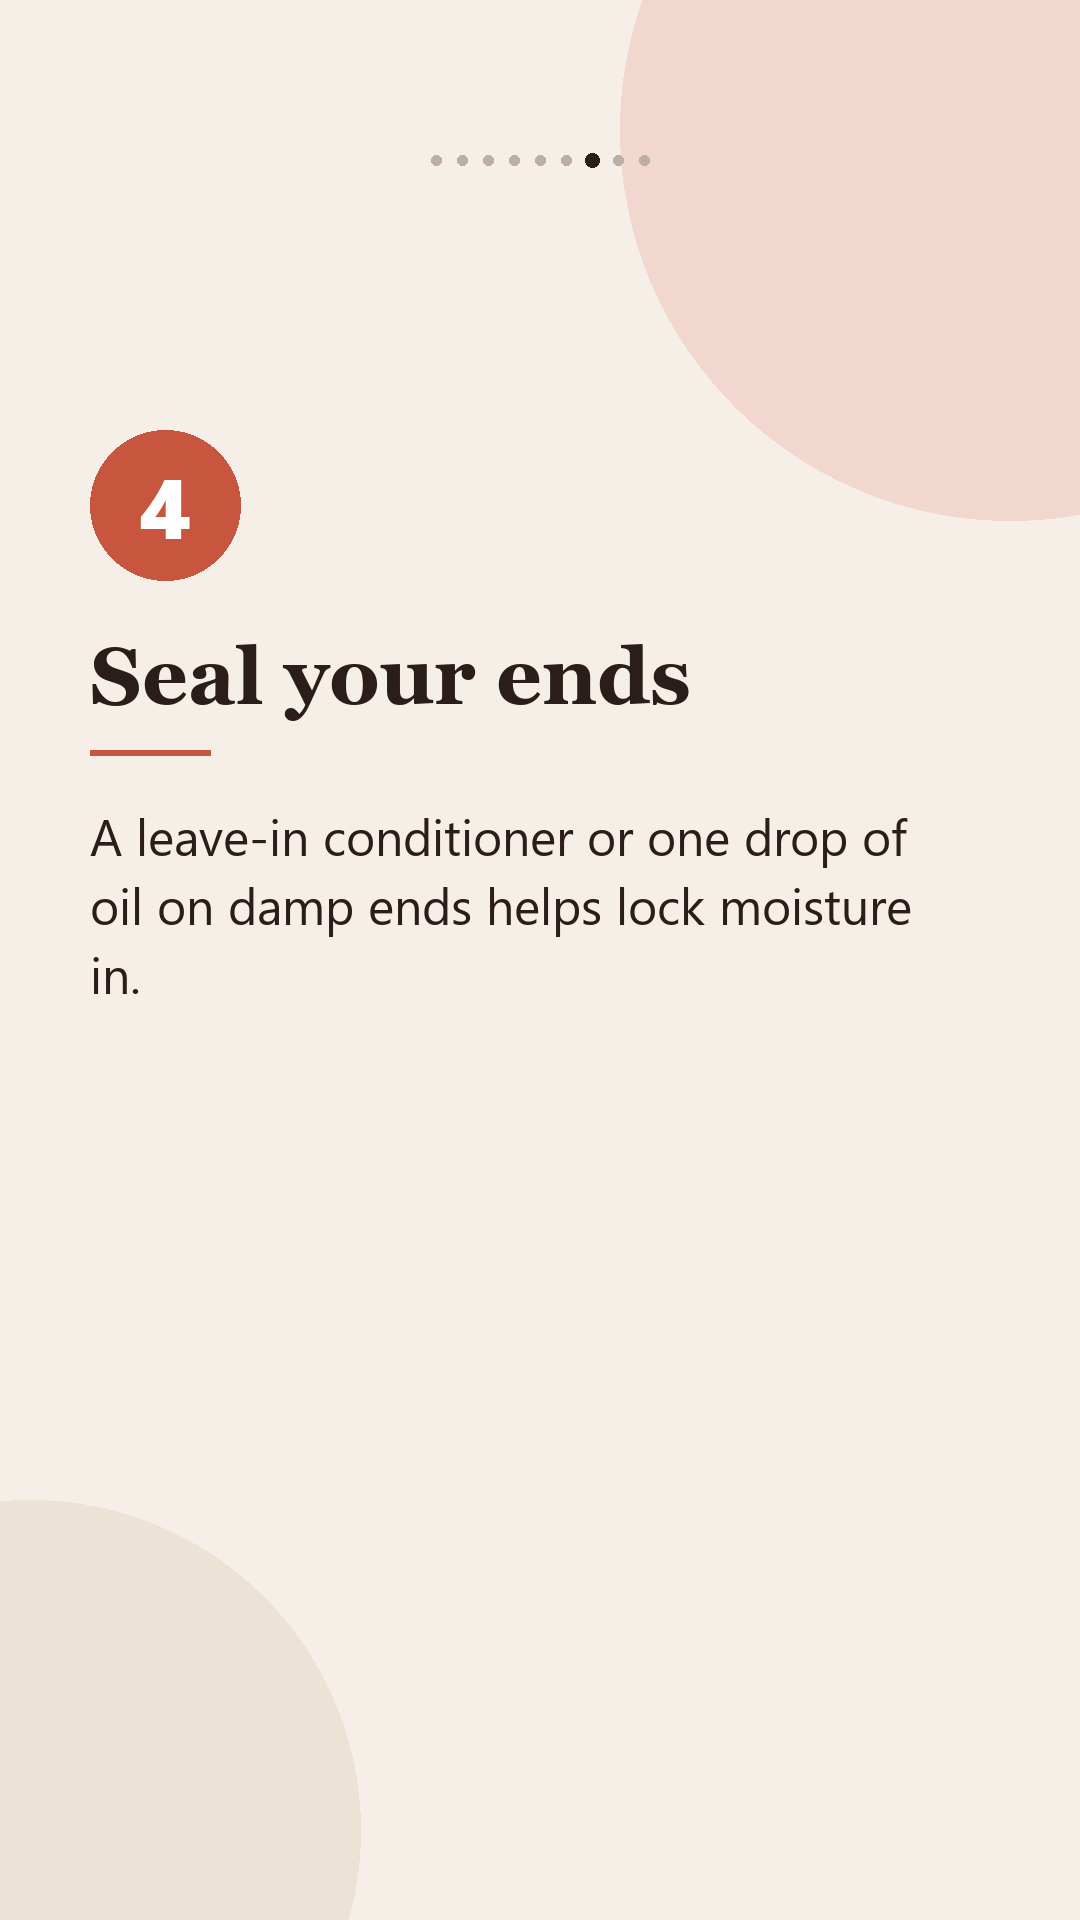 4
Seal your ends
A leave-in conditioner or one drop of
oil on damp ends helps lock moisture
in.